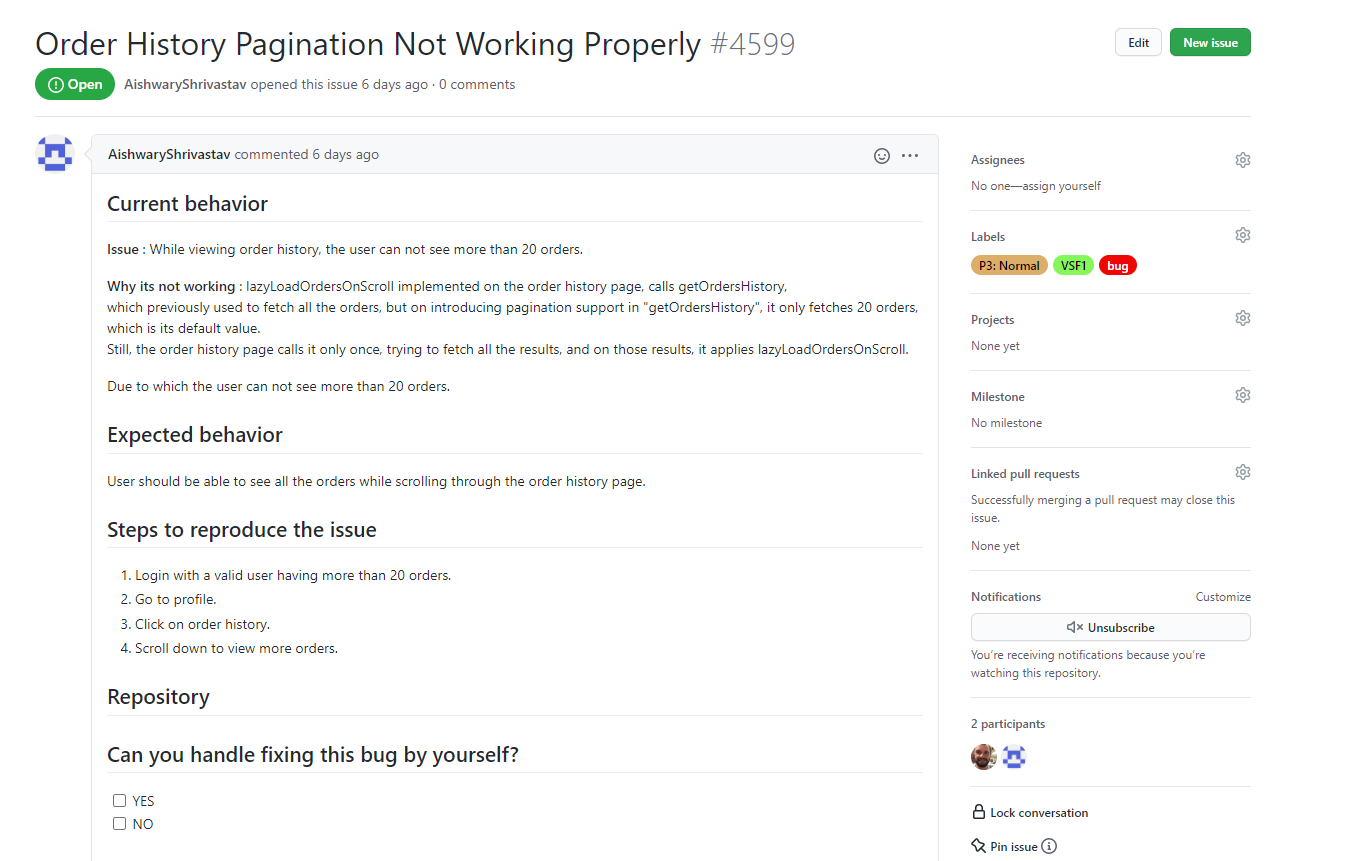 Order History Pagination Not Working Properly #4599
Edit
New issue
Open
AishwaryShrivastav opened this issue 6 days ago · 0 comments
AishwaryShrivastav commented 6 days ago
Current behavior
Issue : While viewing order history, the user can not see more than 20 orders.
Why its not working : lazyLoadOrdersOnScroll implemented on the order history page, calls getOrdersHistory,
which previously used to fetch all the orders, but on introducing pagination support in "getOrdersHistory", it only fetches 20 orders,
which is its default value.
Still, the order history page calls it only once, trying to fetch all the results, and on those results, it applies lazyLoadOrdersOnScroll.
Due to which the user can not see more than 20 orders.
Expected behavior
User should be able to see all the orders while scrolling through the order history page.
Steps to reproduce the issue
1. Login with a valid user having more than 20 orders.
2. Go to profile.
3. Click on order history.
4. Scroll down to view more orders.
Repository
Can you handle fixing this bug by yourself?
YES
NO
Assignees
No one—assign yourself
Labels
P3: Normal VSF1 bug
Projects
None yet
Milestone
No milestone
Linked pull requests
Successfully merging a pull request may close this
issue.
None yet
Notifications
Customize
Unsubscribe
You're receiving notifications because you're
watching this repository.
2 participants
Lock conversation
Pin issue